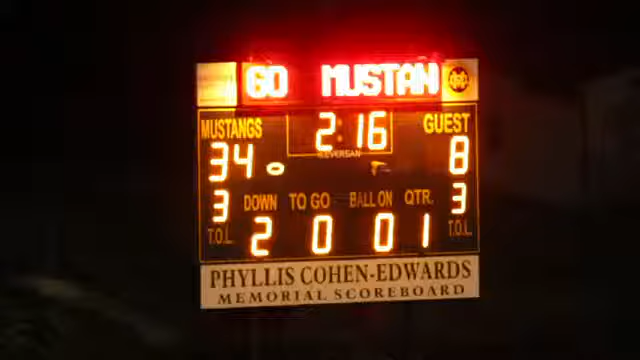 GO MUSTAN
MUSTANGS 2:16 GUEST
EVERSAN
34 8
3 DOWN TO GO BALL ON QTR. 3
T.O.L. 2 0 0 1 T.O.L.
PHYLLIS COHEN-EDWARDS
MEMORIAL SCOREBOARD